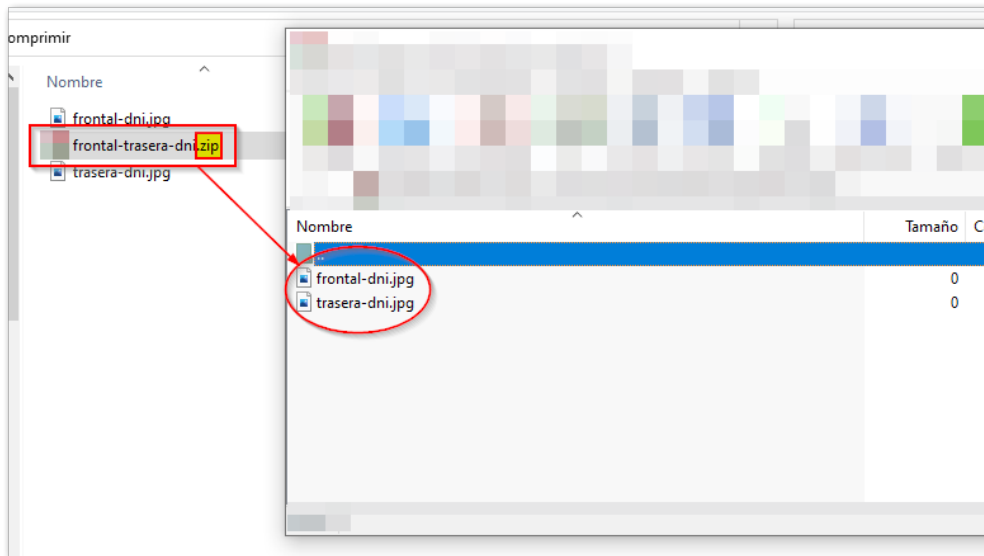 omprimir
Nombre
frontal-dni.jpg
frontal-trasera-dni.zip
trasera-dni.jpg
Nombre
Tamaño
C
..
frontal-dni.jpg
0
trasera-dni.jpg
0